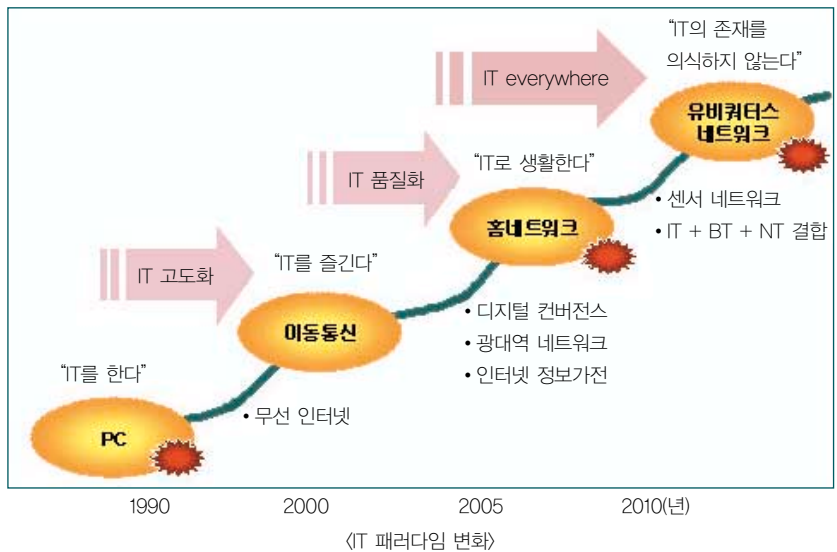 "IT의 존재를
의식하지 않는다"
IT everywhere
유비쿼터스
네트워크
IT 품질화
"IT로 생활한다"
• 센서 네트워크
• IT + BT + NT 결합
홈네트워크
IT 고도화
"IT를 즐긴다"
• 디지털 컨버전스
• 광대역 네트워크
• 인터넷 정보가전
이동통신
"IT를 한다"
• 무선 인터넷
PC
1990 2000 2005 2010(년)
〈IT 패러다임 변화〉